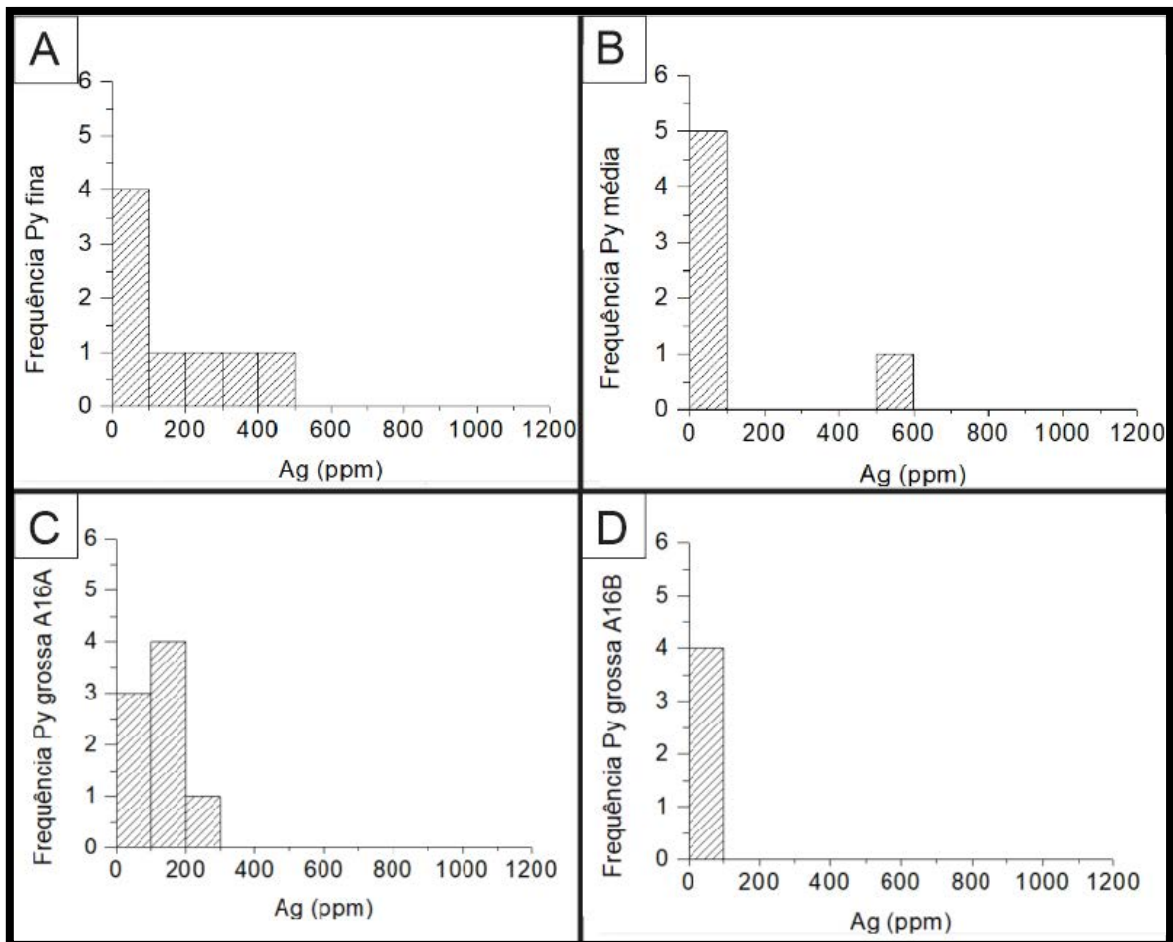 A
Frequência Py fina
6
5
4
3
2
1
0
0 200 400 600 800 1000 1200
Ag (ppm)
B
Frequência Py média
6
5
4
3
2
1
0
0 200 400 600 800 1000 1200
Ag (ppm)
C
Frequência Py grossa A16A
6
5
4
3
2
1
0
0 200 400 600 800 1000 1200
Ag (ppm)
D
Frequência Py grossa A16B
6
5
4
3
2
1
0
0 200 400 600 800 1000 1200
Ag (ppm)